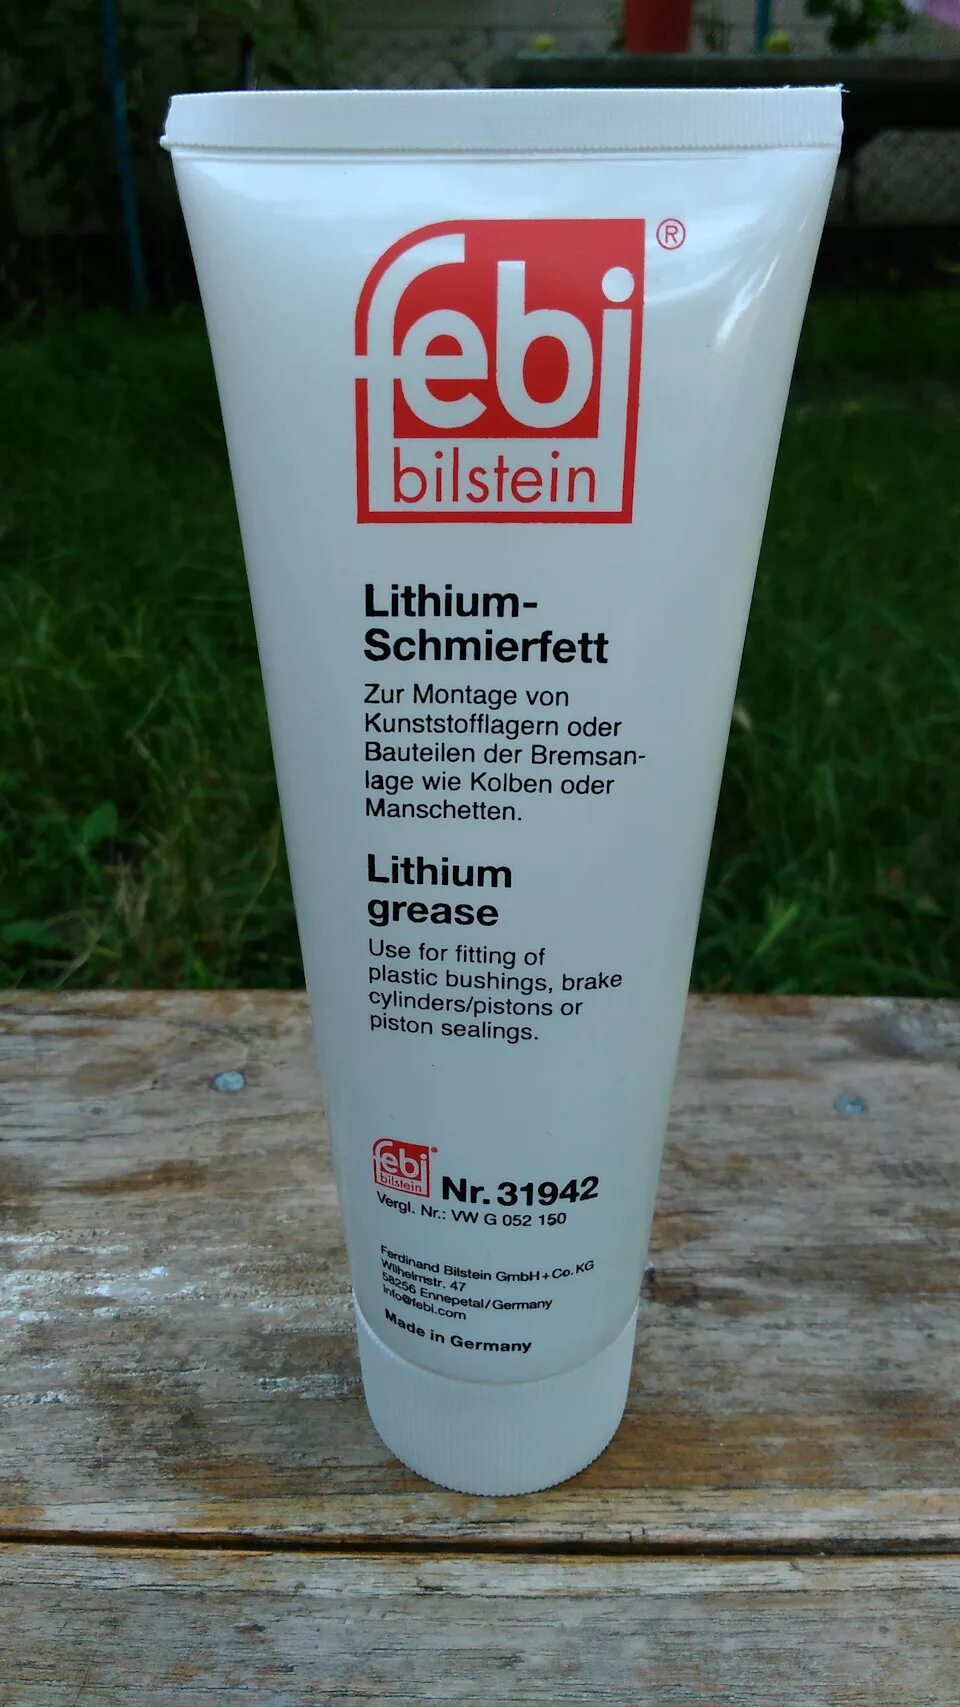 febi®
bilstein
Lithium-
Schmierfett
Zur Montage von
Kunststofflagern oder
Bauteilen der Bremsan-
lage wie Kolben oder
Manschetten.
Lithium
grease
Use for fitting of
plastic bushings, brake
cylinders/pistons or
piston sealings.
febi
bilstein
Nr. 31942
Vergl. Nr.: VW G 052 150
Ferdinand Bilstein GmbH + Co. KG
Wilhelmstr. 47
58256 Ennepetal/Germany
info@febi.com
Made in Germany